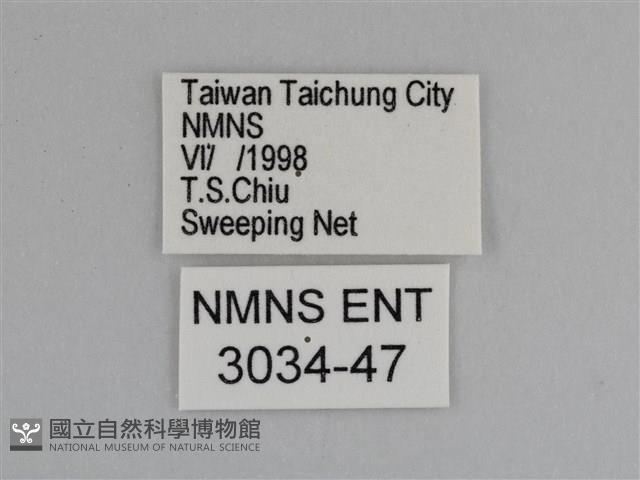 Taiwan Taichung City
NMNS
/1998
T.S.Chiu
Sweeping Net
NMNS ENT
3034-47
國立自然科學博物館
NATIONAL MUSEUM OF NATURAL SCIENCE